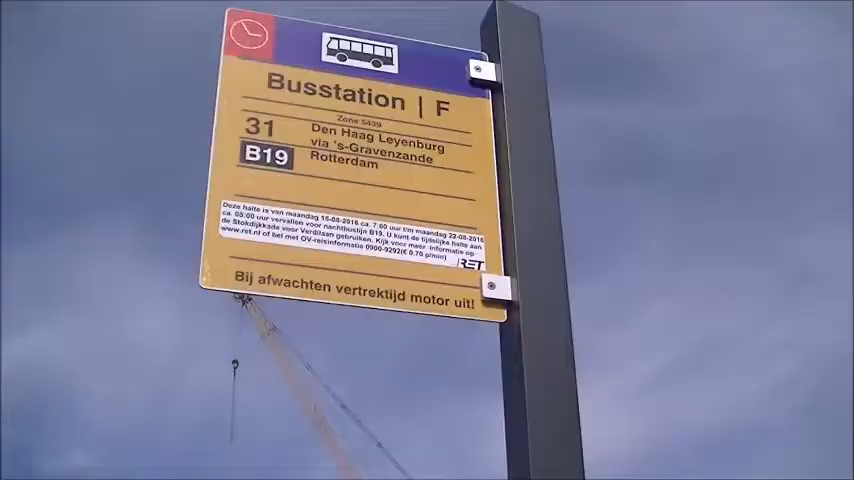 Busstation | F
Zone 5439
31 Den Haag Leyenburg
via 's-Gravenzande
B19 Rotterdam
Deze halte is van maandag 15-08-2016 ca. 7:00 uur t/m maandag 22-08-2016
ca. 05:00 uur vervallen voor nachtbuslijn B19. U kunt de tijdelijke halte aan
de Stokdijkkade voor Verdilaan gebruiken. Kijk voor meer informatie op
www.ret.nl of bel met OV-reisinformatie 0900-9292(€ 0.70 p/min)
RET
Bij afwachten vertrektijd motor uit!